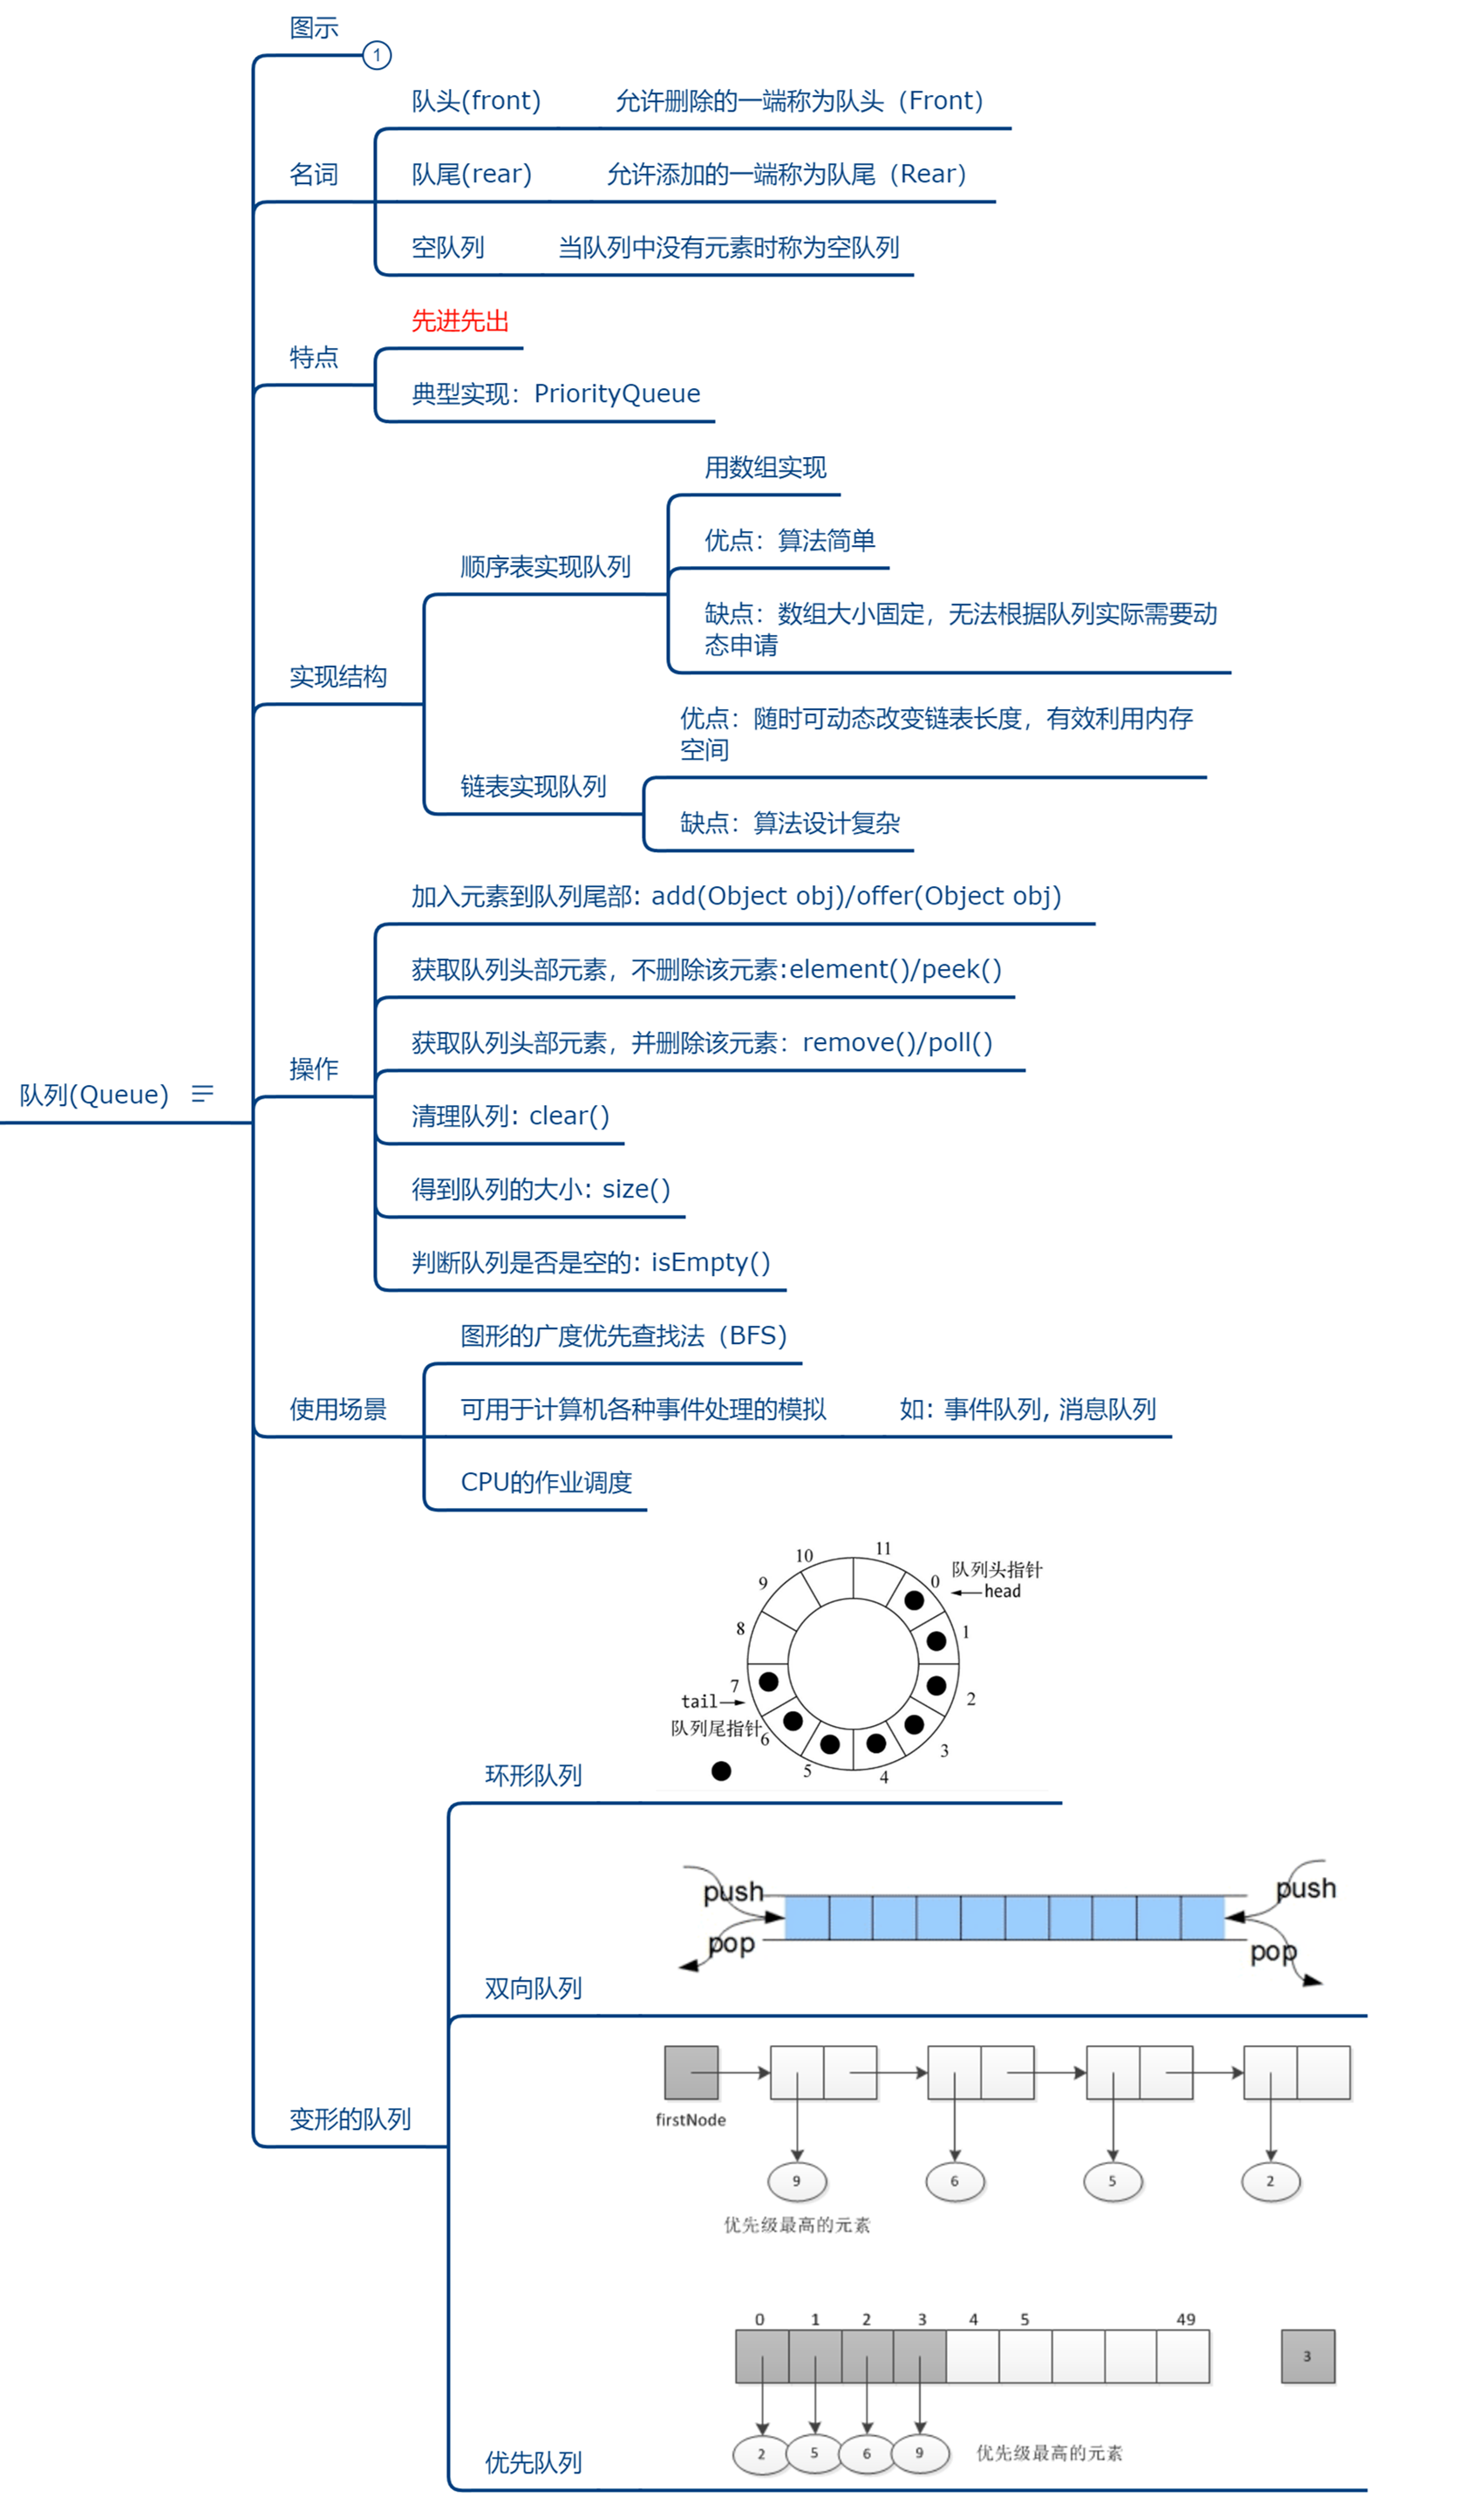 图示
1
队头(front)
允许删除的一端称为队头（Front）
名词
队尾(rear)
允许添加的一端称为队尾（Rear）
空队列
当队列中没有元素时称为空队列
先进先出
特点
典型实现：PriorityQueue
用数组实现
优点：算法简单
顺序表实现队列
缺点：数组大小固定，无法根据队列实际需要动
态申请
实现结构
优点：随时可动态改变链表长度，有效利用内存
空间
链表实现队列
缺点：算法设计复杂
加入元素到队列尾部: add(Object obj)/offer(Object obj)
获取队列头部元素，不删除该元素:element()/peek()
获取队列头部元素，并删除该元素：remove()/poll()
操作
队列(Queue)
清理队列: clear()
得到队列的大小: size()
判断队列是否是空的: isEmpty()
图形的广度优先查找法（BFS)
使用场景
可用于计算机各种事件处理的模拟
如: 事件队列, 消息队列
CPU的作业调度
10
11
9
0
队列头指针
head
8
1
7
tail
2
队列尾指针
6
3
5
4
环形队列
push
push
pop
pop
双向队列
firstNode
变形的队列
9
6
5
2
优先级最高的元素
0 1 2 3 4 5 49
3
2 5 6 9
优先级最高的元素
优先队列